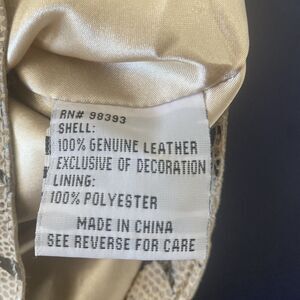 RN# 98393
SHELL:
100% GENUINE LEATHER
EXCLUSIVE OF DECORATION
LINING:
100% POLYESTER
MADE IN CHINA
SEE REVERSE FOR CARE